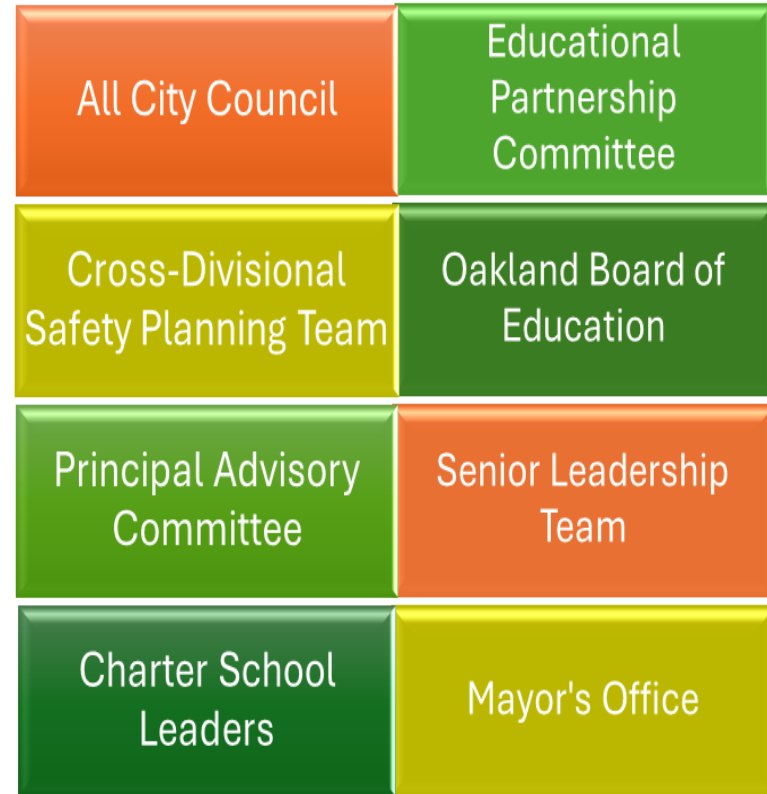 All City Council
Educational
Partnership
Committee
Cross-Divisional
Safety Planning Team
Oakland Board of
Education
Principal Advisory
Committee
Senior Leadership
Team
Charter School
Leaders
Mayor's Office